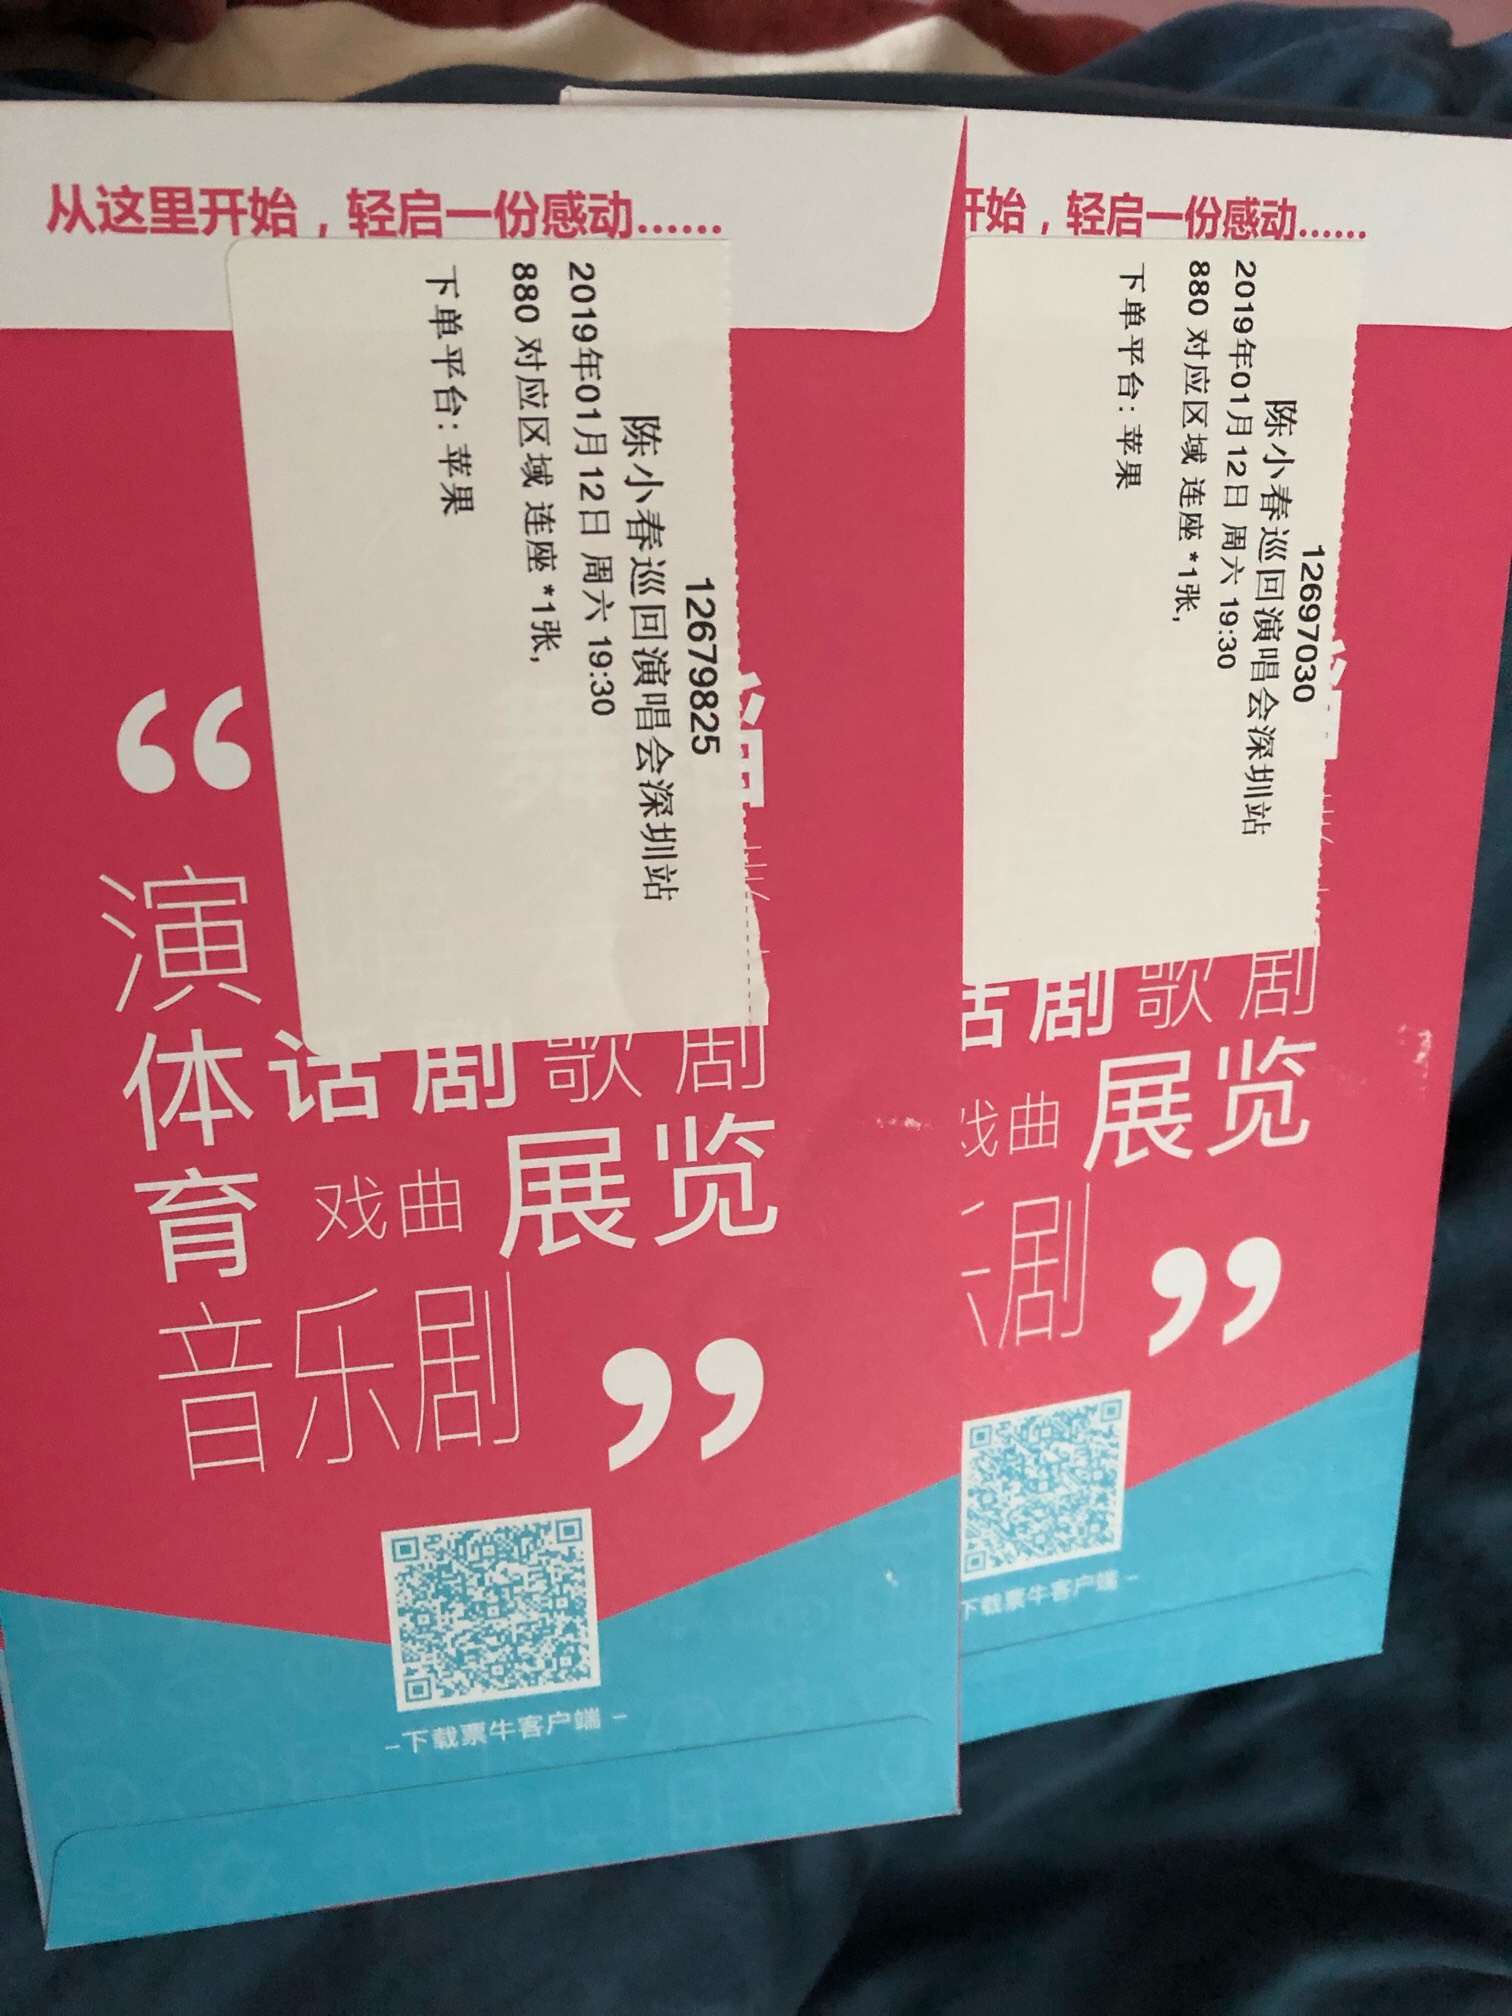 从这里开始，轻启一份感动……
12679825
陈小春巡回演唱会深圳站
2019年01月12日 周六 19:30
880 对应区域 连座 *1张,
下单平台: 苹果
“
演
体 话剧 歌剧
育 戏曲 展览
音乐剧 ”
–下载票牛客户端 –
开始，轻启一份感动……
12697030
陈小春巡回演唱会深圳站
2019年01月12日 周六 19:30
880 对应区域 连座 *1张,
下单平台: 苹果
剧 歌剧
曲 展览
剧 ”
下载票牛客户端 –